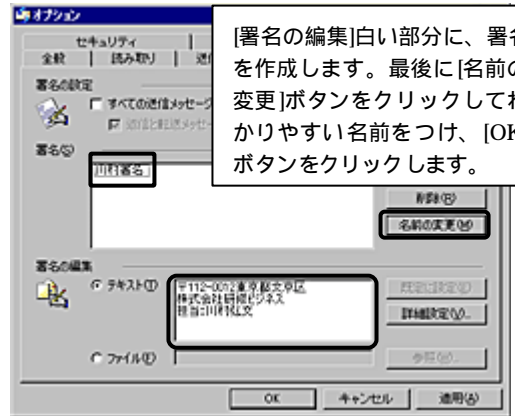 オプション
セキュリティ
全般
読み取り
送信
[署名の編集]白い部分に、署名
を作成します。最後に[名前の
変更]ボタンをクリックしてわ
かりやすい名前をつけ、[OK
ボタンをクリックします。
署名の設定
すべての送信メッセージ
署名(S)
川村署名
削除(R)
名前の変更(M)
署名の編集
テキスト(T)
〒112-0012東京都文京区
株式会社研修ビジネス
担当:川村
既定に設定(D)
詳細設定(V)...
ファイル(E)
参照(W)...
OK
キャンセル
適用(A)